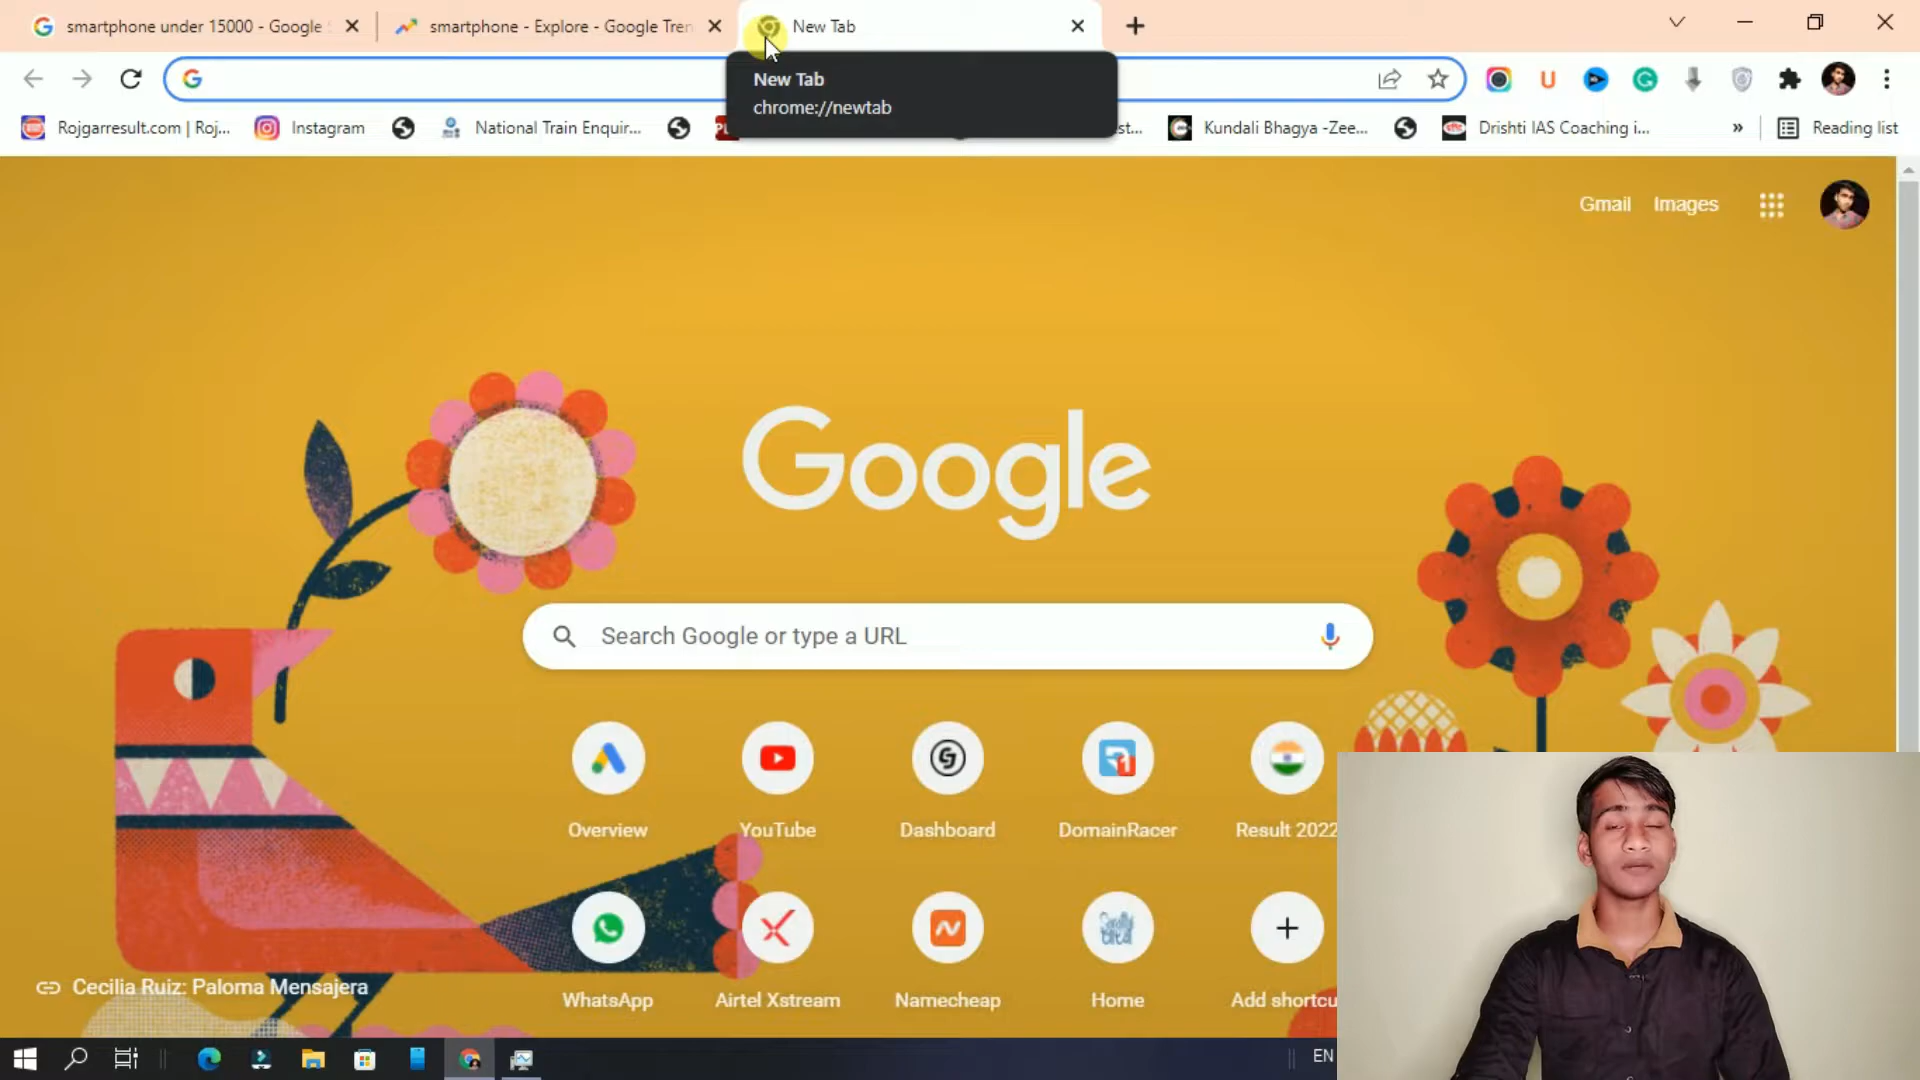 smartphone under 15000 - Google
smartphone - Explore - Google Tren
New Tab
New Tab
chrome://newtab
Rojgarresult.com | Roj...
Instagram
National Train Enquir...
st...
Kundali Bhagya -Zee...
Drishti IAS Coaching i...
»
Reading list
Gmail
Images
Google
Search Google or type a URL
Overview
YouTube
Dashboard
DomainRacer
Result 2022
WhatsApp
Airtel Xstream
Namecheap
Home
Add shortcu
Cecilia Ruiz: Paloma Mensajera
EN